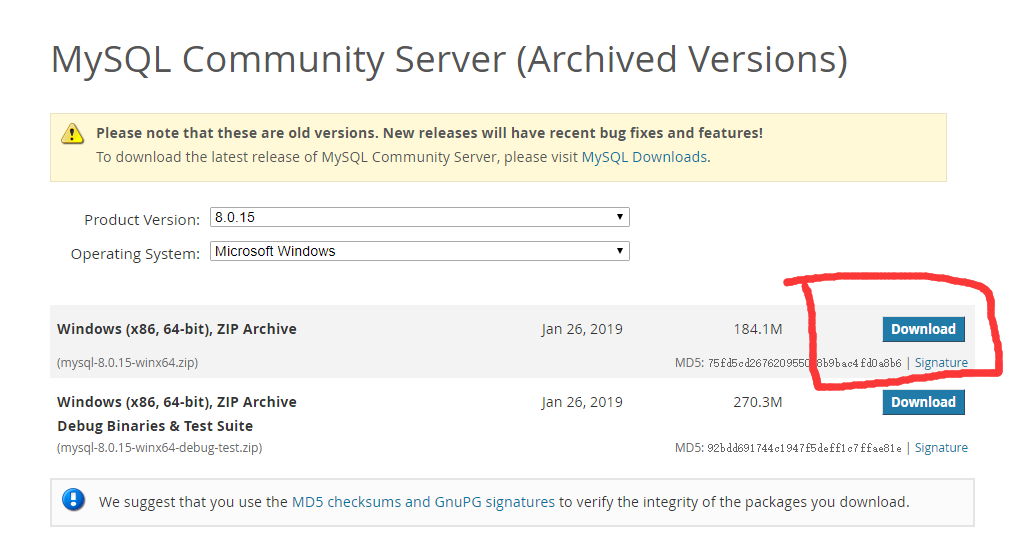 MySQL Community Server (Archived Versions)
Please note that these are old versions. New releases will have recent bug fixes and features!
To download the latest release of MySQL Community Server, please visit MySQL Downloads.
Product Version: 8.0.15
Operating System: Microsoft Windows
Windows (x86, 64-bit), ZIP Archive Jan 26, 2019 184.1M Download
(mysql-8.0.15-winx64.zip) MD5: | Signature
Windows (x86, 64-bit), ZIP Archive Jan 26, 2019 270.3M Download
Debug Binaries & Test Suite
(mysql-8.0.15-winx64-debug-test.zip) MD5: 92bdd691744c1947f5deff1c7ffae81e | Signature
We suggest that you use the MD5 checksums and GnuPG signatures to verify the integrity of the packages you download.